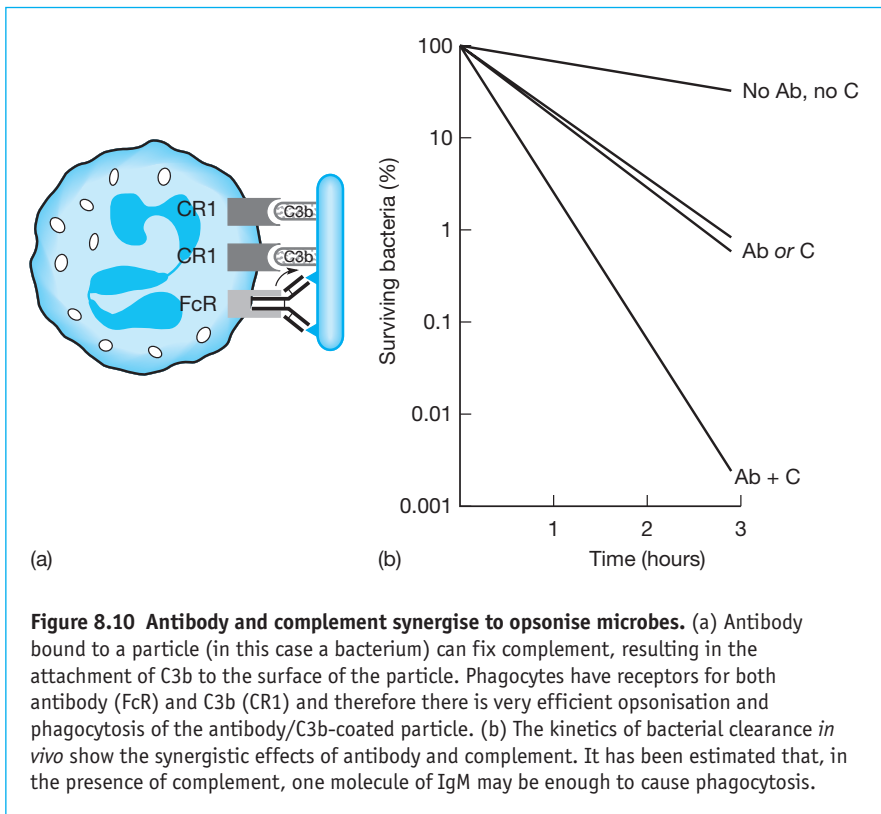 CR1
C3b
CR1
C3b
FcR
(a)
100
10
1
0.1
0.01
0.001
Surviving bacteria (%)
1
2
3
Time (hours)
No Ab, no C
Ab or C
Ab + C
(b)
Figure 8.10 Antibody and complement synergise to opsonise microbes. (a) Antibody
bound to a particle (in this case a bacterium) can fix complement, resulting in the
attachment of C3b to the surface of the particle. Phagocytes have receptors for both
antibody (FcR) and C3b (CR1) and therefore there is very efficient opsonisation and
phagocytosis of the antibody/C3b-coated particle. (b) The kinetics of bacterial clearance in
vivo show the synergistic effects of antibody and complement. It has been estimated that, in
the presence of complement, one molecule of IgM may be enough to cause phagocytosis.